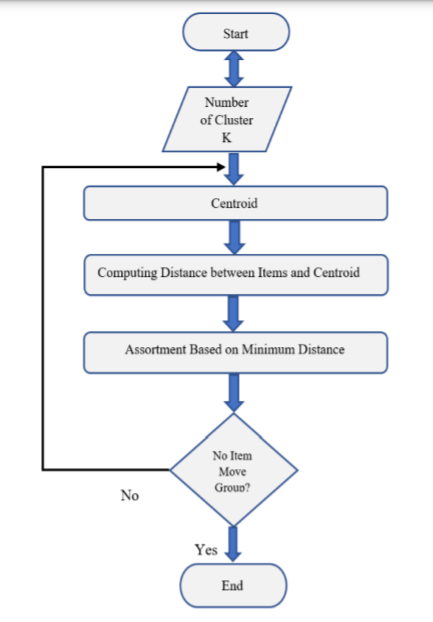 Start
Number
of Cluster
K
Centroid
Computing Distance between Items and Centroid
Assortment Based on Minimum Distance
No Item
Move
Group?
No
Yes
End